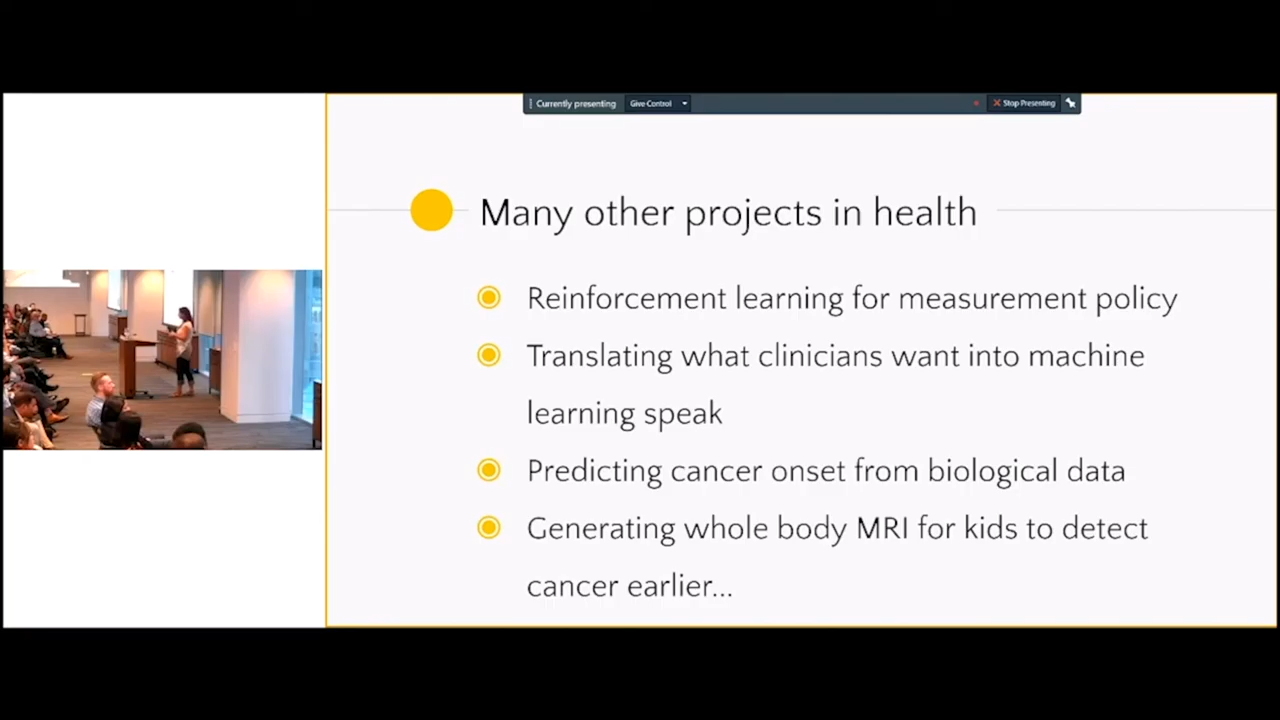 Currently presenting Give Control Stop Presenting
Many other projects in health
Reinforcement learning for measurement policy
Translating what clinicians want into machine
learning speak
Predicting cancer onset from biological data
Generating whole body MRI for kids to detect
cancer earlier...